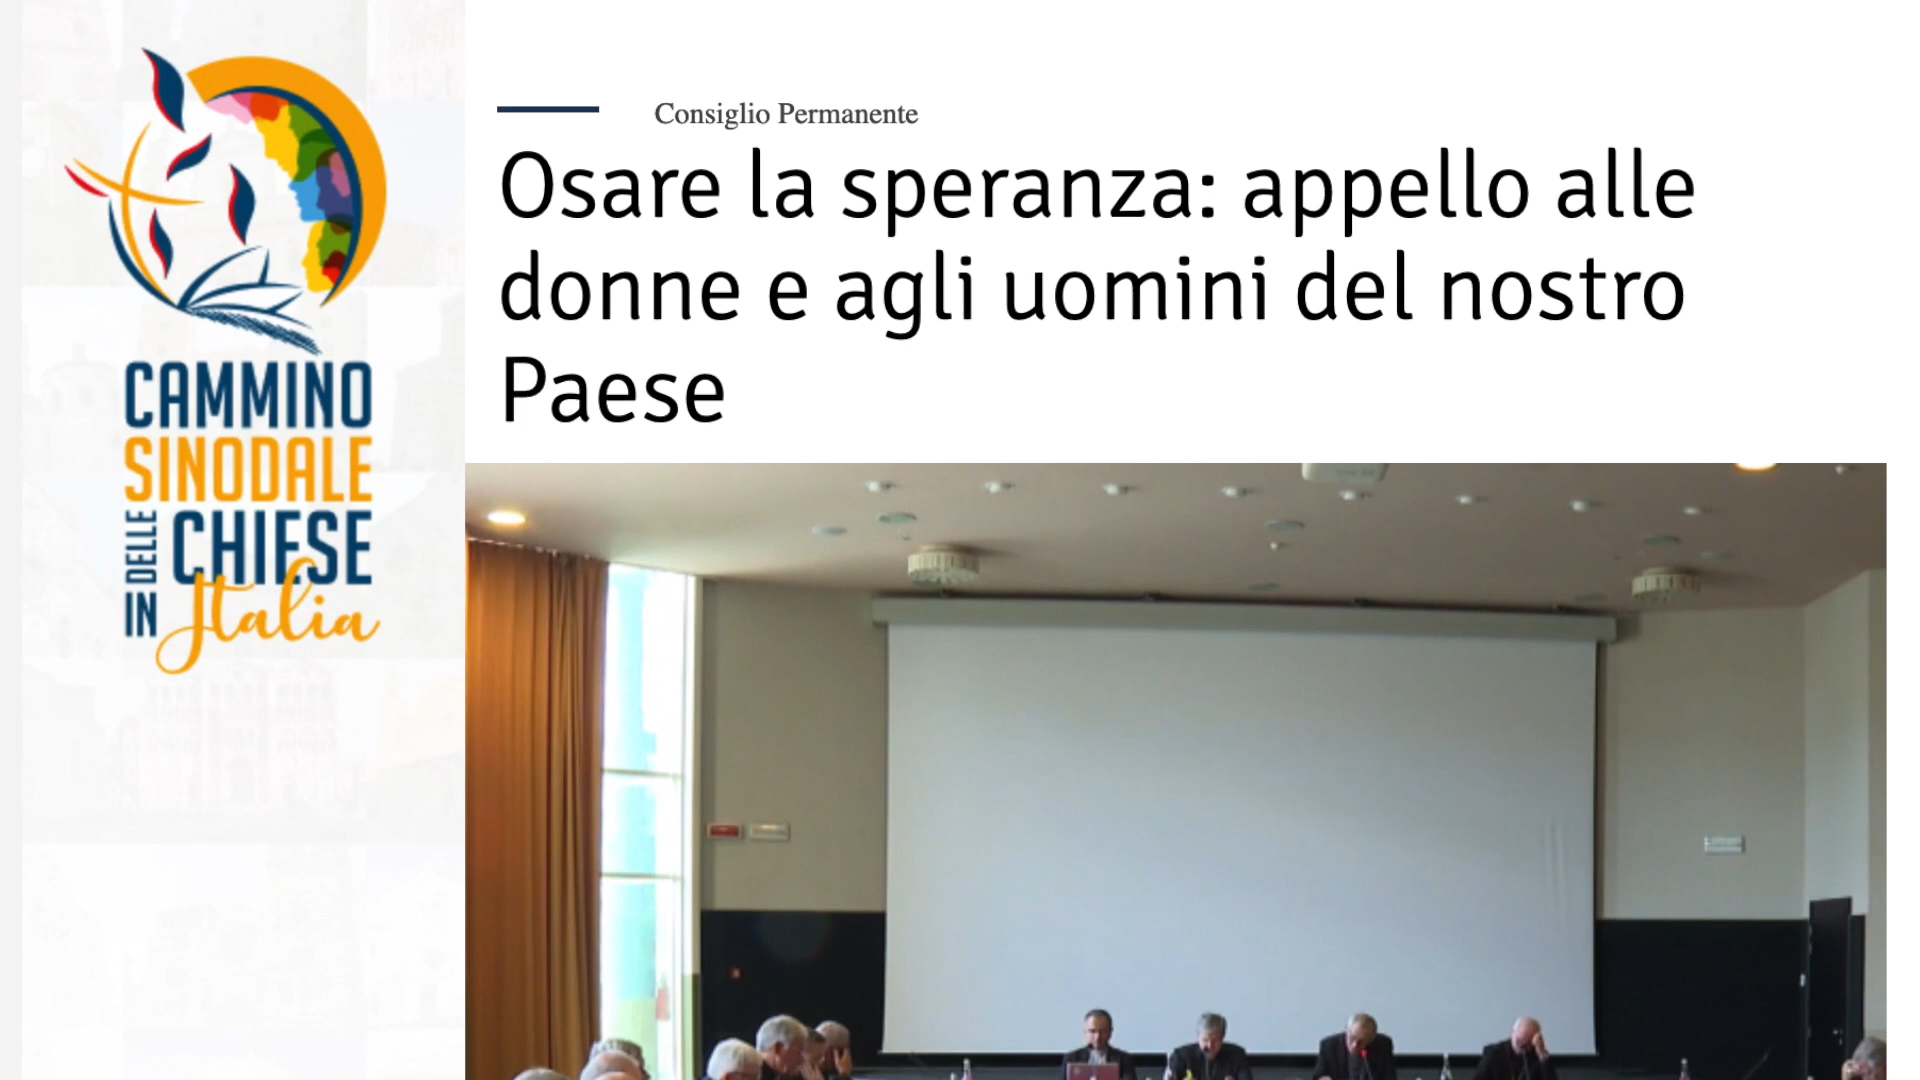 CAMMINO
SINODALE
DELLE CHIESE
IN Italia
Consiglio Permanente
Osare la speranza: appello alle
donne e agli uomini del nostro
Paese